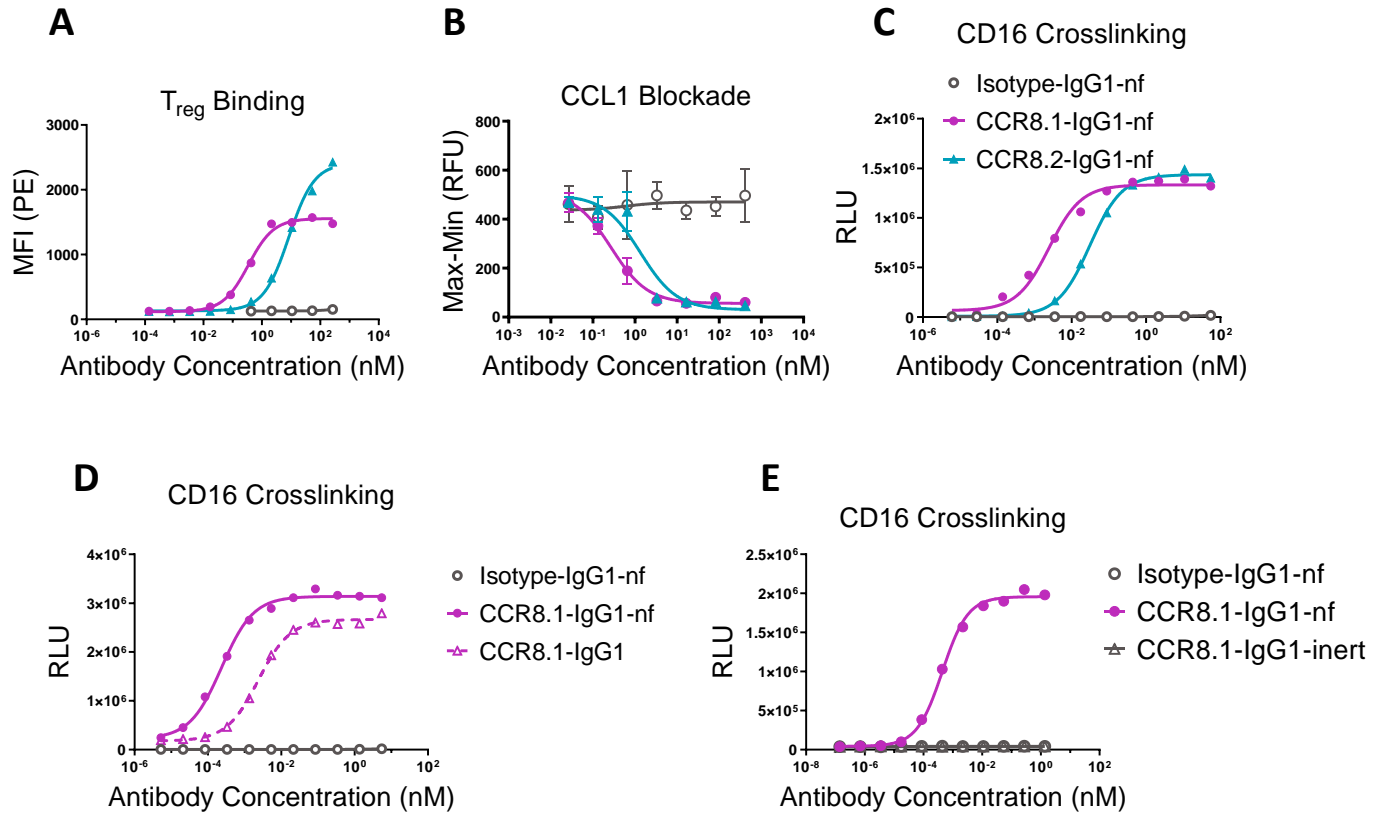 A
T_reg Binding
MFI (PE)
3000
2000
1000
0
10⁻⁶ 10⁻⁴ 10⁻² 10⁰ 10² 10⁴
Antibody Concentration (nM)
B
CCL1 Blockade
Max-Min (RFU)
800
600
400
200
0
10⁻³ 10⁻² 10⁻¹ 10⁰ 10¹ 10² 10³ 10⁴
Antibody Concentration (nM)
C
CD16 Crosslinking
Isotype-IgG1-nf
CCR8.1-IgG1-nf
CCR8.2-IgG1-nf
RLU
2×10⁶
1.5×10⁶
1×10⁶
5×10⁵
0
10⁻⁶ 10⁻⁴ 10⁻² 10⁰ 10²
Antibody Concentration (nM)
D
CD16 Crosslinking
RLU
4×10⁶
3×10⁶
2×10⁶
1×10⁶
0
10⁻⁶ 10⁻⁴ 10⁻² 10⁰ 10²
Antibody Concentration (nM)
Isotype-IgG1-nf
CCR8.1-IgG1-nf
CCR8.1-IgG1
E
CD16 Crosslinking
RLU
2.5×10⁶
2×10⁶
1.5×10⁶
1×10⁶
5×10⁵
0
10⁻⁸ 10⁻⁶ 10⁻⁴ 10⁻² 10⁰ 10²
Antibody Concentration (nM)
Isotype-IgG1-nf
CCR8.1-IgG1-nf
CCR8.1-IgG1-inert